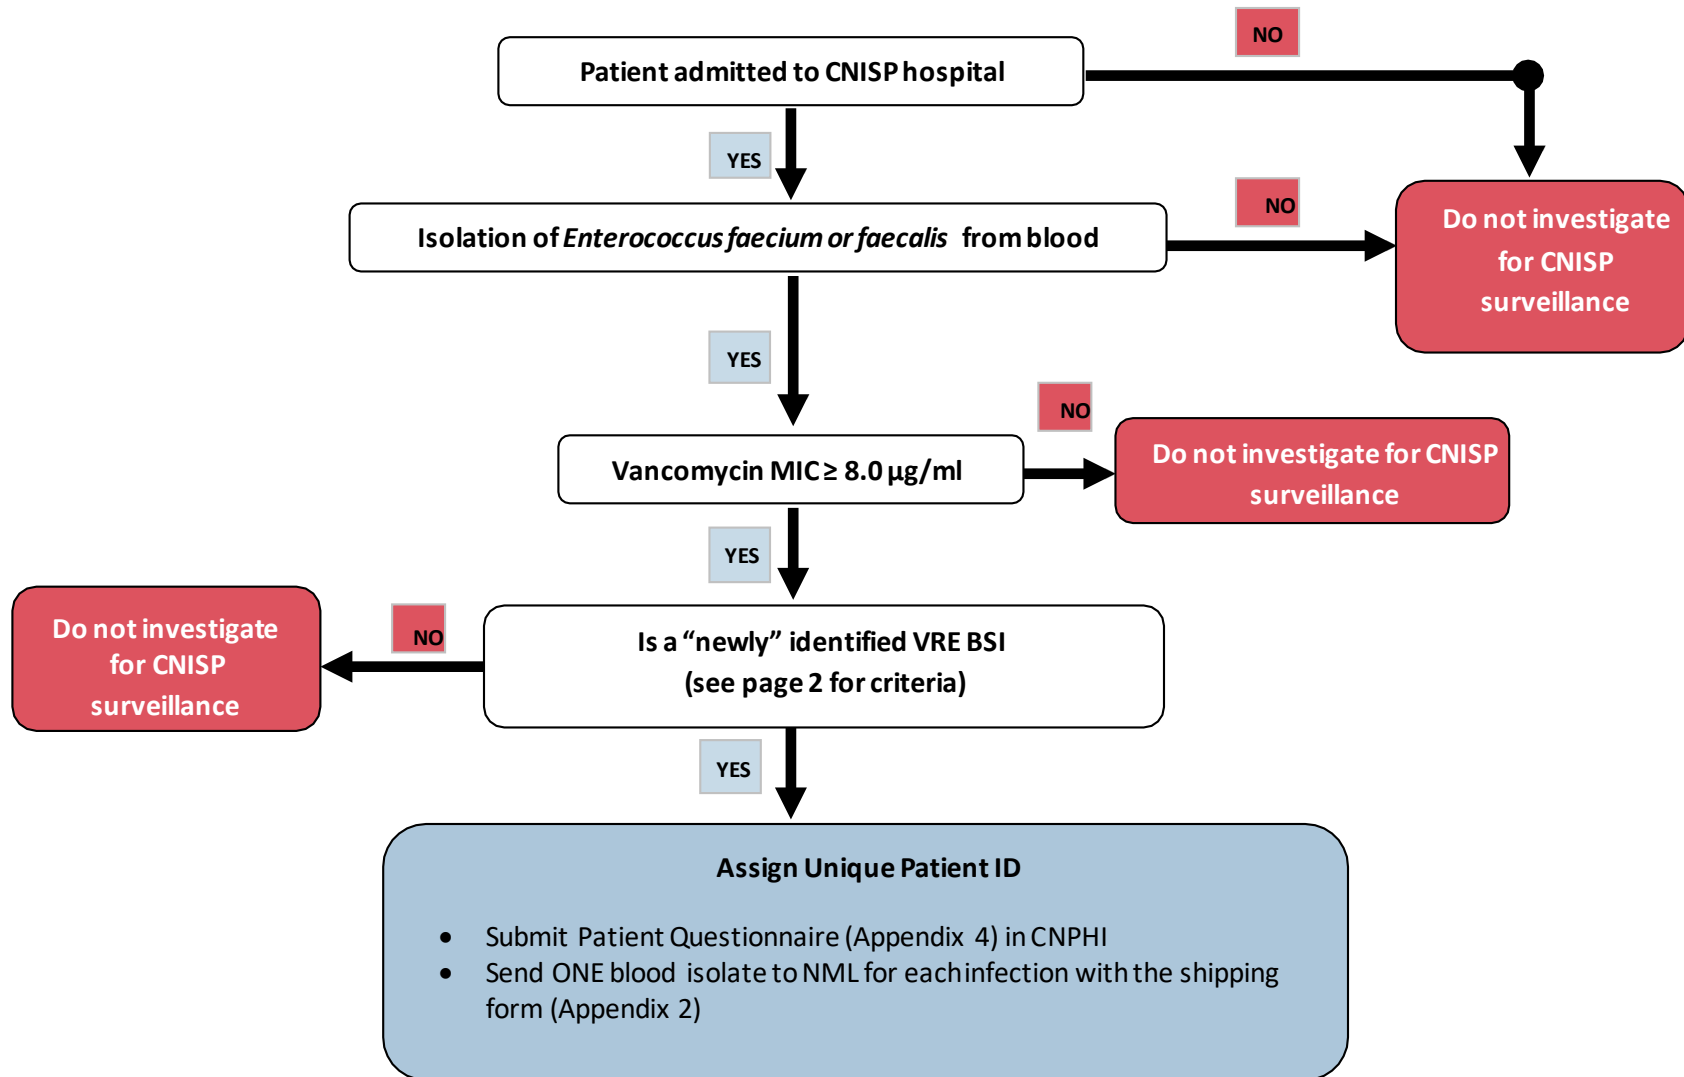 NO
Patient admitted to CNISP hospital
YES
NO
Isolation of Enterococcus faecium or faecalis from blood
Do not investigate
for CNISP
surveillance
YES
NO
Vancomycin MIC ≥ 8.0 µg/ml
Do not investigate for CNISP
surveillance
YES
NO
Do not investigate
for CNISP
surveillance
Is a “newly” identified VRE BSI
(see page 2 for criteria)
YES
Assign Unique Patient ID
• Submit Patient Questionnaire (Appendix 4) in CNPHI
• Send ONE blood isolate to NML for each infection with the shipping
form (Appendix 2)